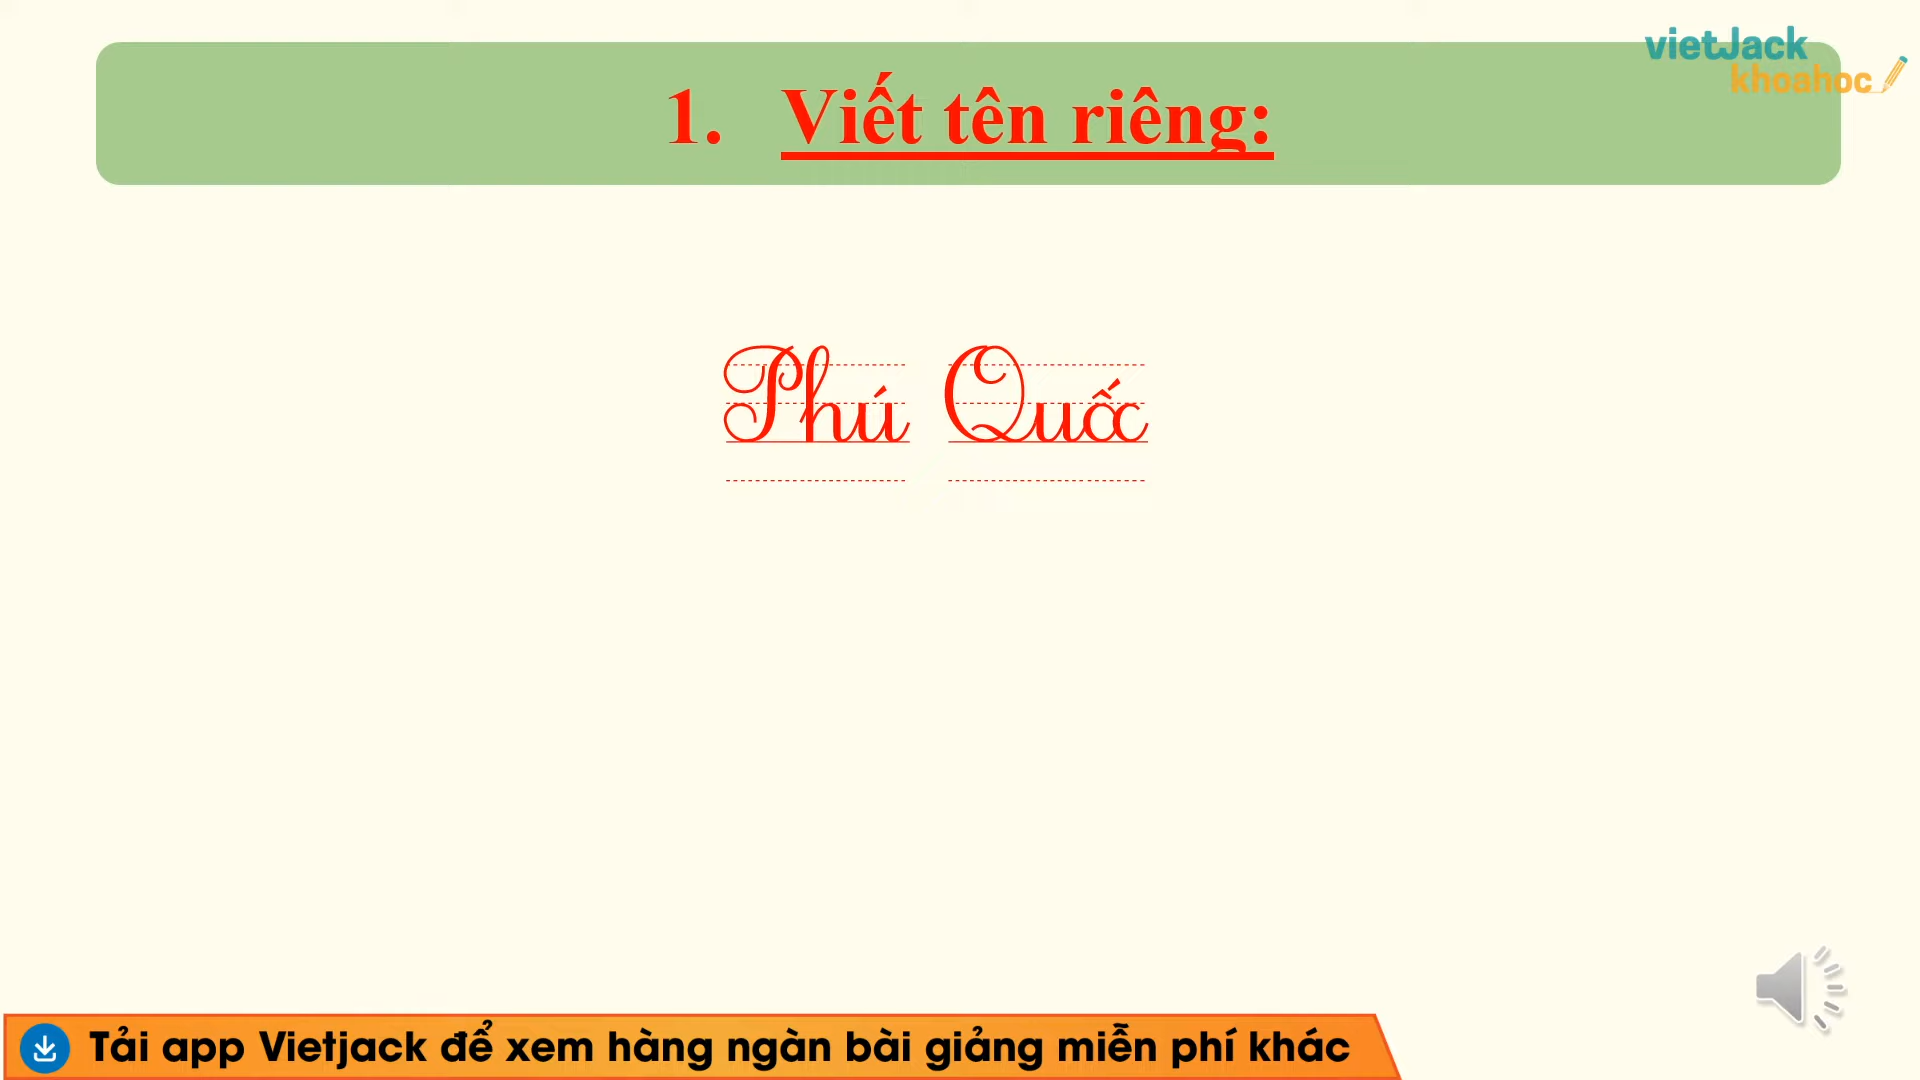 vietJack
khoahoc
1. Viết tên riêng:
Phú Quốc
Tải app Vietjack để xem hàng ngàn bài giảng miễn phí khác